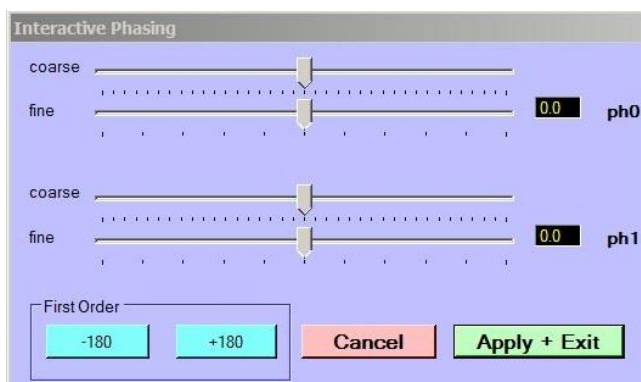 Interactive Phasing
coarse
fine
0.0 ph0
coarse
fine
0.0 ph1
First Order
-180 +180 Cancel Apply + Exit